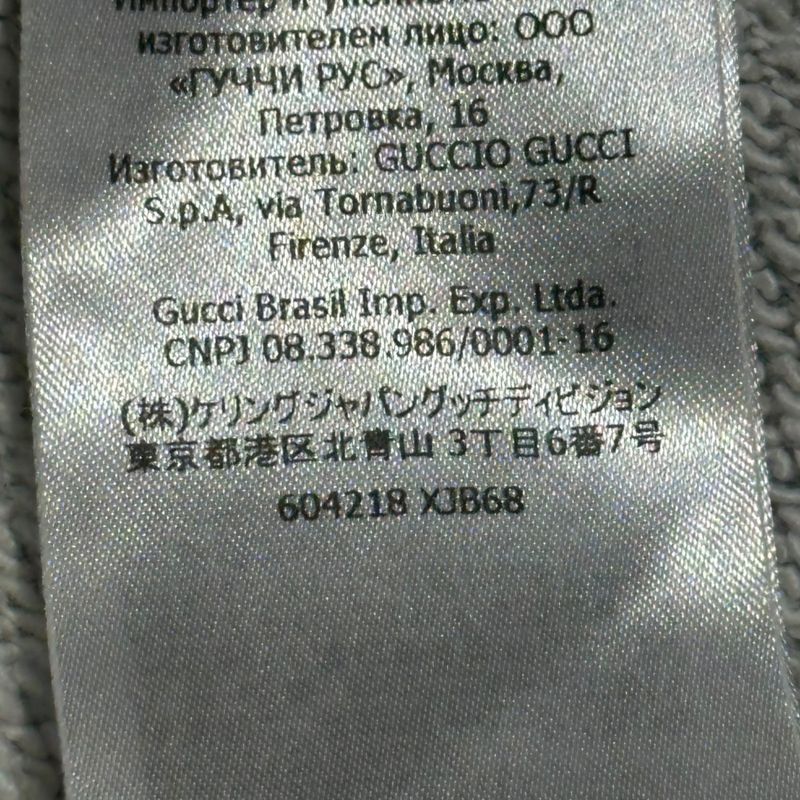 Импортер и уполномо
изготовителем лицо: ООО
«ГУЧЧИ РУС», Москва,
Петровка, 16
Изготовитель: GUCCIO GUCCI
S.p.A, via Tornabuoni,73/R
Firenze, Italia
Gucci Brasil Imp. Exp. Ltda.
CNPJ 08.338.986/0001-16
(株)ケリングジャパングッチディビジョン
東京都港区北青山 3丁目6番7号
604218 XJB68